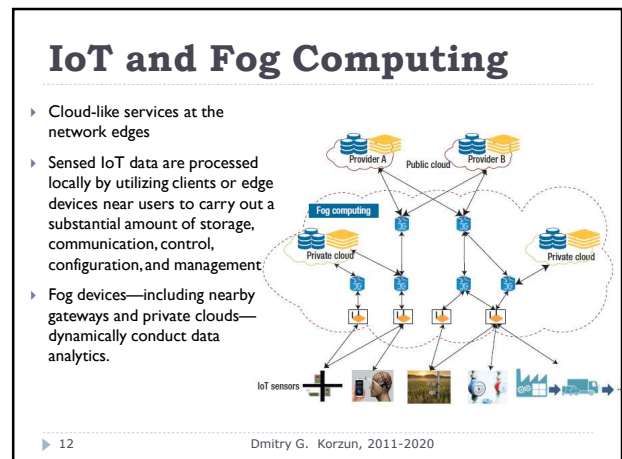 IoT and Fog Computing
Cloud-like services at the
network edges
Sensed IoT data are processed
locally by utilizing clients or edge
devices near users to carry out a
substantial amount of storage,
communication, control,
configuration, and management
Fog devices—including nearby
gateways and private clouds—
dynamically conduct data
analytics.
Provider A
Public cloud
Provider B
Fog computing
Private cloud
Private cloud
IoT sensors
12
Dmitry G. Korzun, 2011-2020